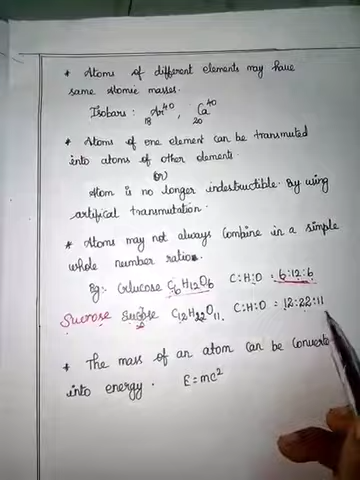 * Atoms of different elements may have
same Atomic masses.
Isobars : ₁₈Ar⁴⁰, ₂₀Ca⁴⁰
* Atoms of one element can be transmuted
into atoms of other elements.
(Or)
Atom is no longer indestructible. By using
artifical transmutation.
* Atoms may not always combine in a simple
whole number ratio.
Eg: Glucose C₆H₁₂O₆ C:H:O = 6:12:6
Sucrose C₁₂H₂₂O₁₁. C:H:O = 12:22:11
* The mass of an atom can be converte
into energy. E=mc²